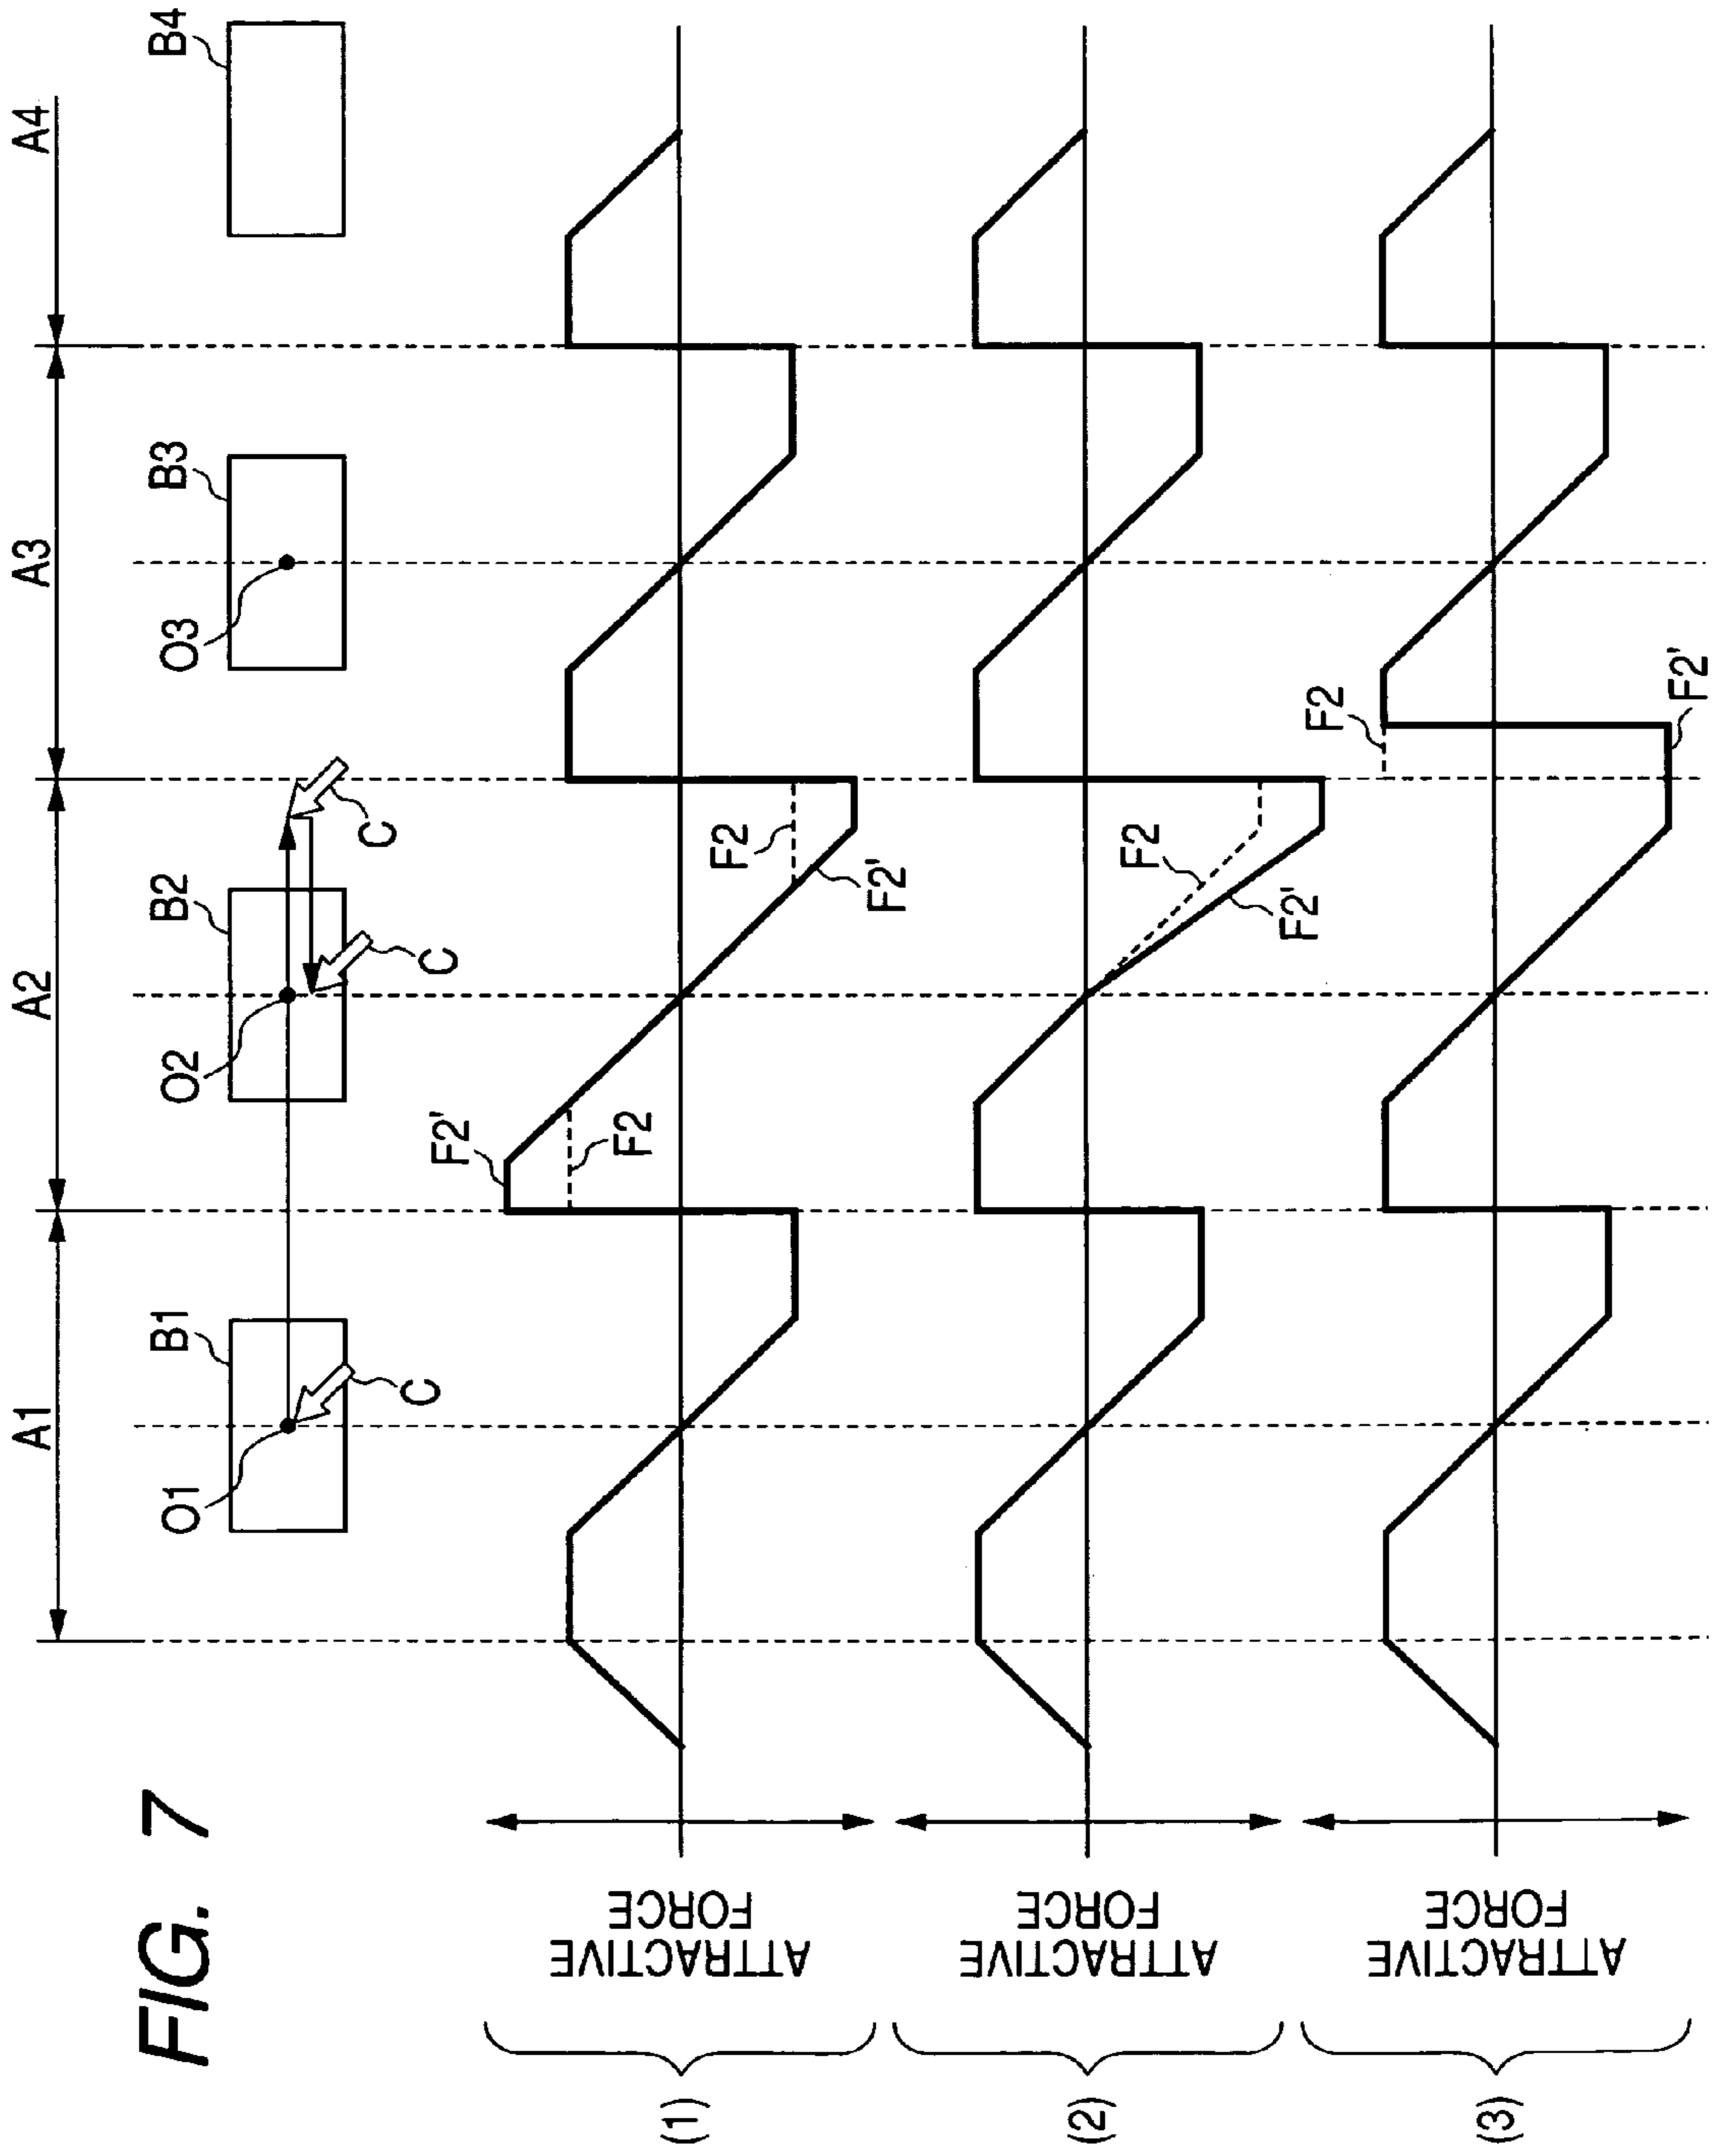 FIG. 7
A1
A2
A3
A4
O1
B1
O2
B2
O3
B3
B4
C
C
C
(1)
ATTRACTIVE
FORCE
F2'
F2
F2
F2'
(2)
ATTRACTIVE
FORCE
F2
F2'
(3)
ATTRACTIVE
FORCE
F2
F2'